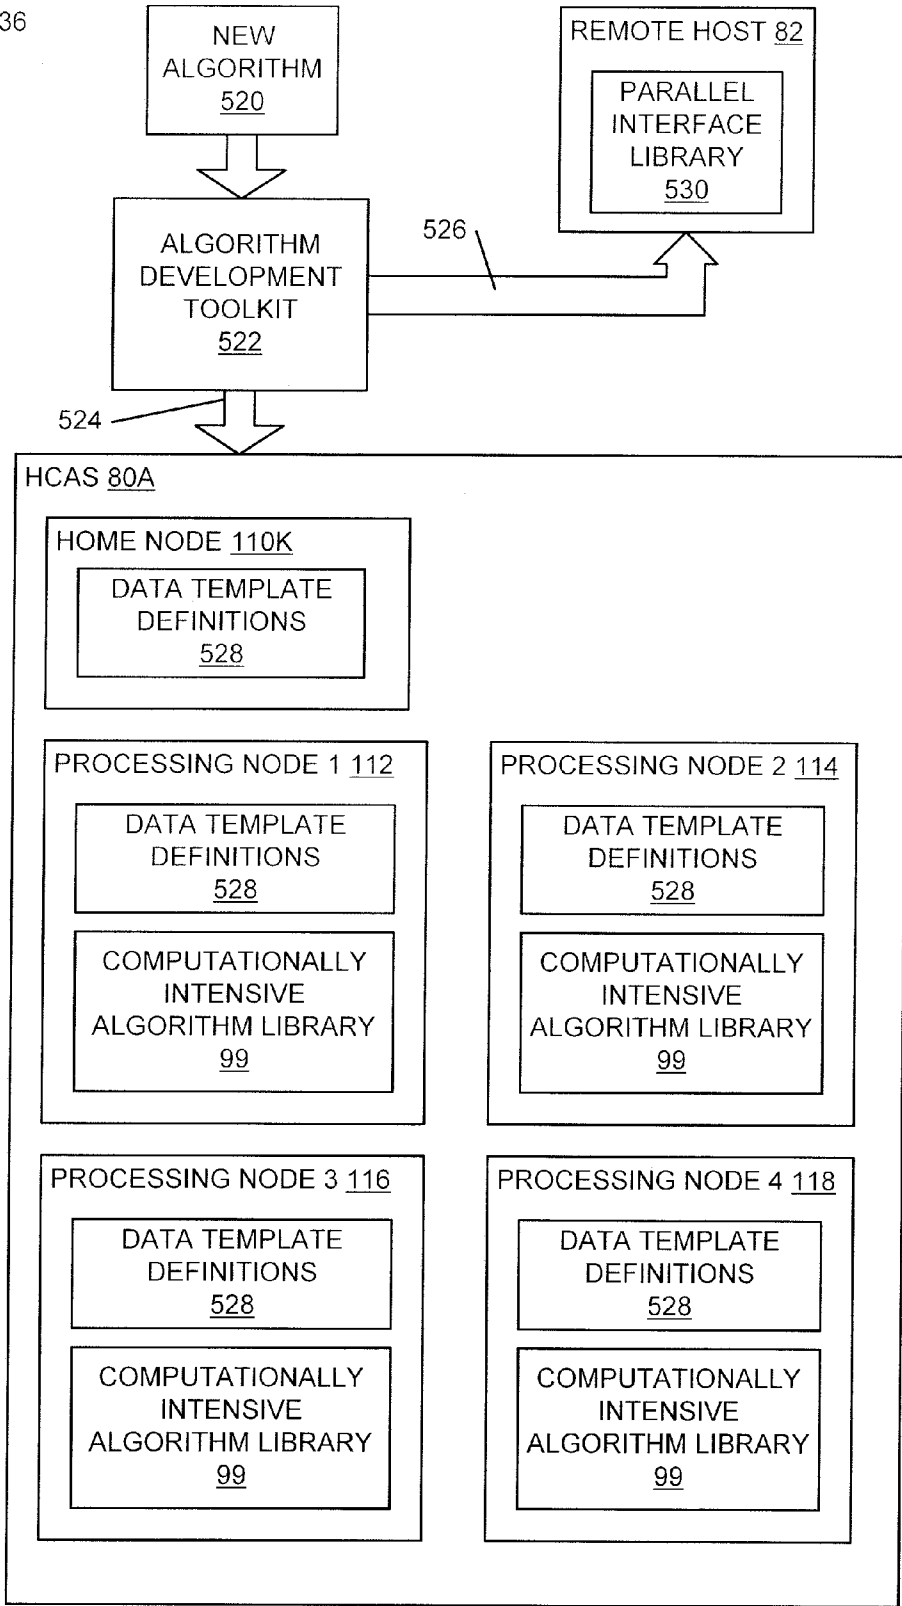 36
NEW
ALGORITHM
520
REMOTE HOST 82
PARALLEL
INTERFACE
LIBRARY
530
526
ALGORITHM
DEVELOPMENT
TOOLKIT
522
524
HCAS 80A
HOME NODE 110K
DATA TEMPLATE
DEFINITIONS
528
PROCESSING NODE 1 112
DATA TEMPLATE
DEFINITIONS
528
COMPUTATIONALLY
INTENSIVE
ALGORITHM LIBRARY
99
PROCESSING NODE 2 114
DATA TEMPLATE
DEFINITIONS
528
COMPUTATIONALLY
INTENSIVE
ALGORITHM LIBRARY
99
PROCESSING NODE 3 116
DATA TEMPLATE
DEFINITIONS
528
COMPUTATIONALLY
INTENSIVE
ALGORITHM LIBRARY
99
PROCESSING NODE 4 118
DATA TEMPLATE
DEFINITIONS
528
COMPUTATIONALLY
INTENSIVE
ALGORITHM LIBRARY
99